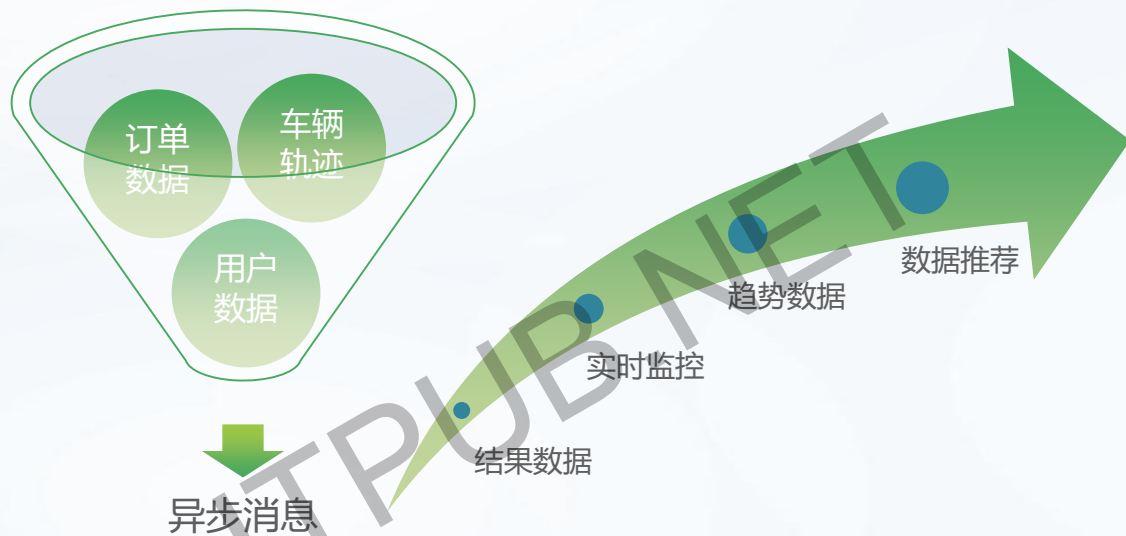 订单
数据
车辆
轨迹
用户
数据
异步消息
结果数据
实时监控
趋势数据
数据推荐
ITPUB.NET